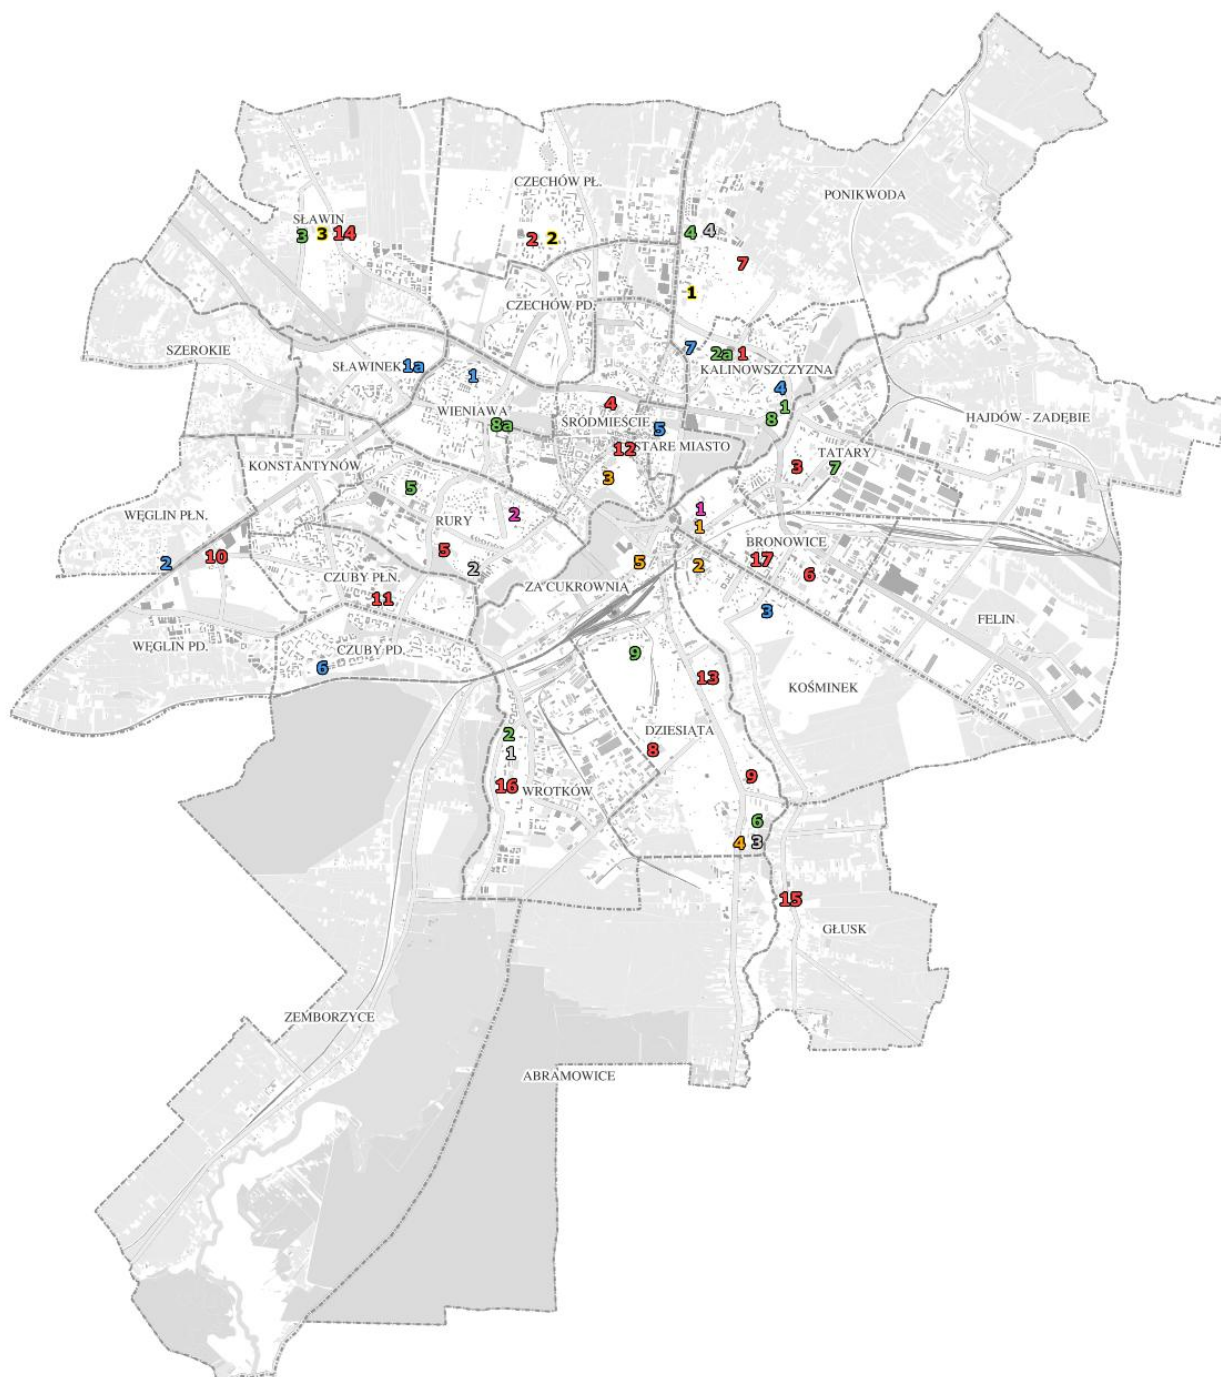 CZECHÓW PŁ.
PONIKWODA
SŁAWIN
3 3 14
2 2
4 4
7
1
CZECHÓW PD.
SZEROKIE
SŁAWINEK 1a
1
7
2a 1
KALINOWSZCZYZNA
4
1
8
WIENIAWA
8a
4
ŚRÓDMIEŚCIE
5
12 STARE MIASTO
3
HAJDÓW - ZADĘBIE
TATARY
3 7
KONSTANTYNÓW
5
WĘGLIN PŁN.
RURY
2
1
1
2 10
5
2
BRONOWICE
17
6
5
2
CZUBY PŁN.
11
ZA CUKROWNIĄ
3
FELIN
WĘGLIN PD.
CZUBY PD.
6
9
13
KOŚMINEK
2
1
16
WROTKÓW
DZIESIĄTA
8
9
6
4 3
15
GŁUSK
ZEMBORZYCE
ABRAMOWICE